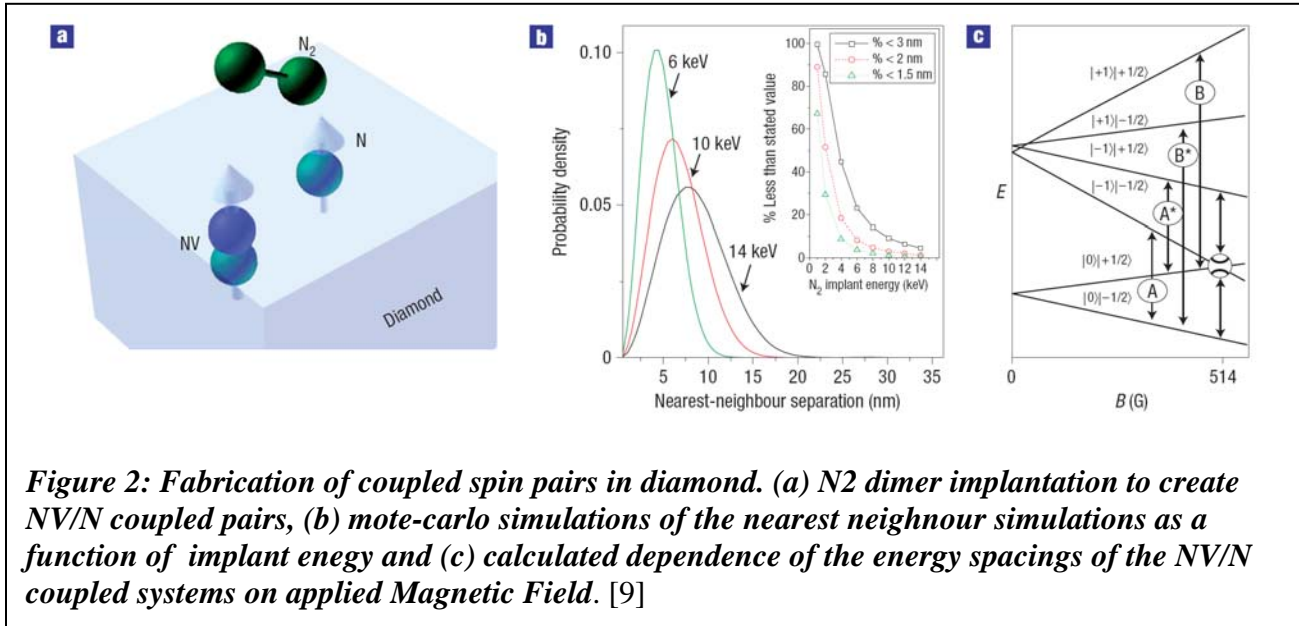 a
N₂
N
NV
Diamond
b
0.10
0.05
0
Probability density
6 keV
10 keV
14 keV
5 10 15 20 25 30 35
Nearest-neighbour separation (nm)
100
80
60
40
20
0
% Less than stated value
% < 3 nm
% < 2 nm
% < 1.5 nm
2 4 6 8 10 12 14
N₂ implant energy (keV)
c
E
|+1⟩|+1/2⟩
|+1⟩|−1/2⟩
|−1⟩|+1/2⟩
|−1⟩|−1/2⟩
|0⟩|+1/2⟩
|0⟩|−1/2⟩
B
B*
A*
A
0 514
B (G)
Figure 2: Fabrication of coupled spin pairs in diamond. (a) N2 dimer implantation to create
NV/N coupled pairs, (b) mote-carlo simulations of the nearest neighnour simulations as a
function of implant enegy and (c) calculated dependence of the energy spacings of the NV/N
coupled systems on applied Magnetic Field. [9]